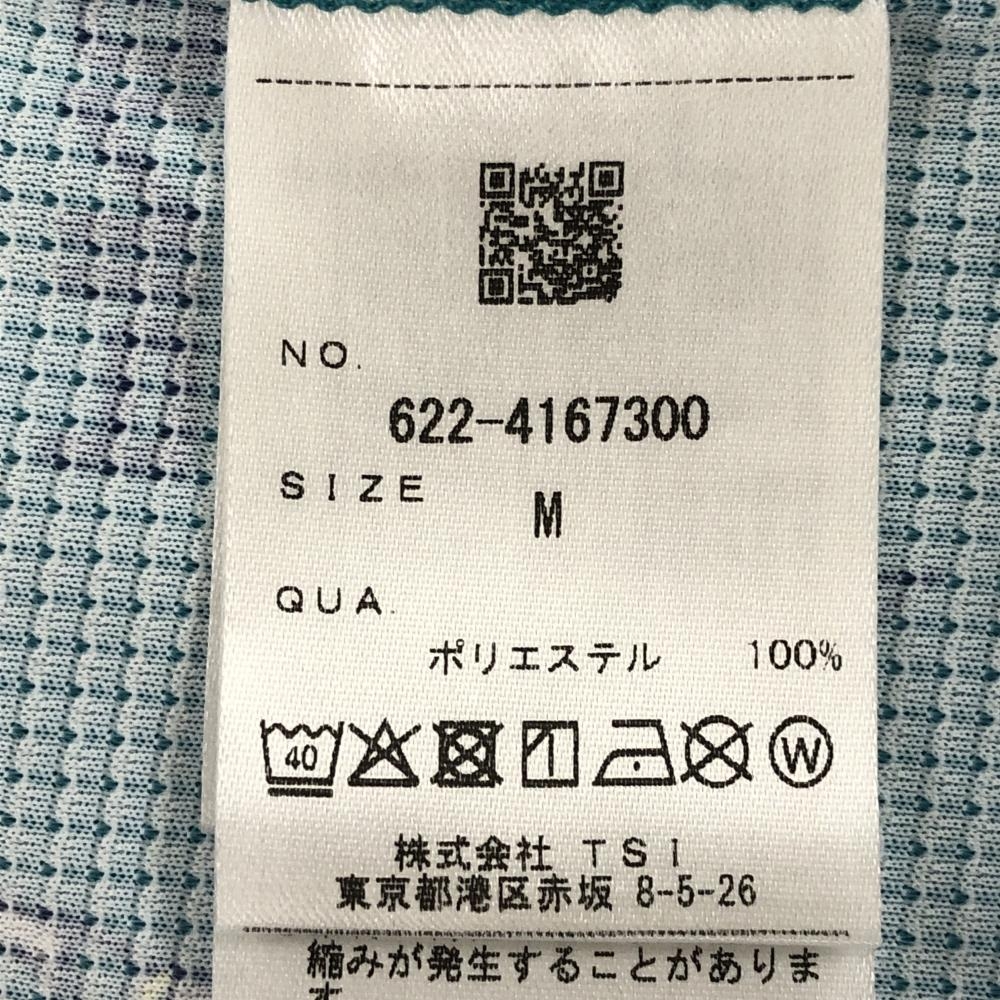 NO.
622-4167300
SIZE
M
QUA.
ポリエステル 100%
40
W
株式会社 TSI
東京都港区赤坂 8-5-26
縮みが発生することがありま
す